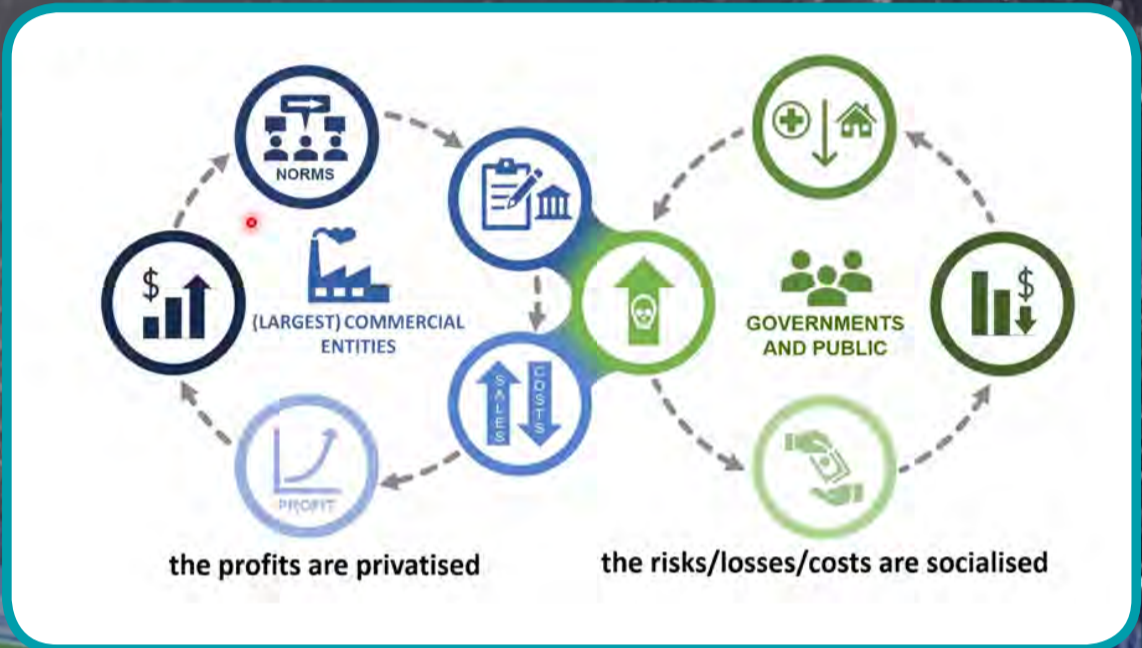 NORMS
$
(LARGEST) COMMERCIAL
ENTITIES
SALES
COSTS
PROFIT
$
GOVERNMENTS
AND PUBLIC
the profits are privatised
the risks/losses/costs are socialised